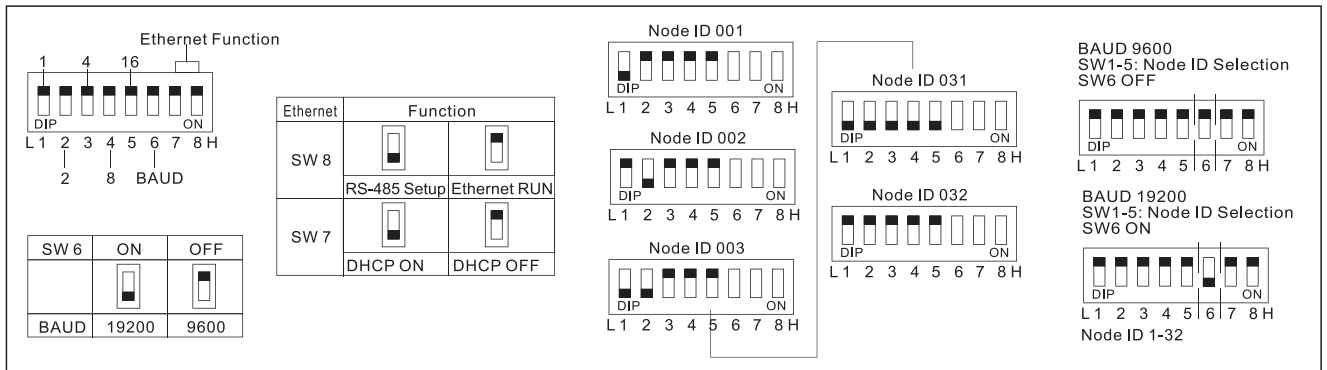 Ethernet Function
1 4 16
DIP ON
L 1 2 3 4 5 6 7 8 H
2 8 BAUD
SW 6 ON OFF
BAUD 19200 9600
Ethernet Function
SW 8
RS-485 Setup Ethernet RUN
SW 7
DHCP ON DHCP OFF
Node ID 001
DIP ON
L 1 2 3 4 5 6 7 8 H
Node ID 002
DIP ON
L 1 2 3 4 5 6 7 8 H
Node ID 003
DIP ON
L 1 2 3 4 5 6 7 8 H
Node ID 031
DIP ON
L 1 2 3 4 5 6 7 8 H
Node ID 032
DIP ON
L 1 2 3 4 5 6 7 8 H
BAUD 9600
SW1-5: Node ID Selection
SW6 OFF
DIP ON
L 1 2 3 4 5 6 7 8 H
BAUD 19200
SW1-5: Node ID Selection
SW6 ON
DIP ON
L 1 2 3 4 5 6 7 8 H
Node ID 1-32